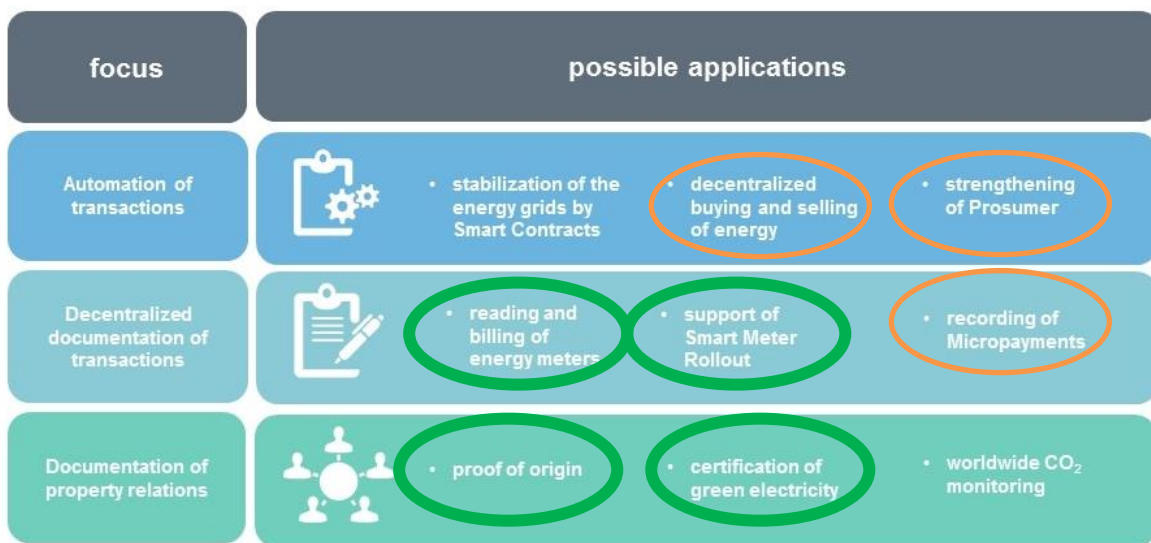 focus
possible applications
Automation of
transactions
• stabilization of the
energy grids by
Smart Contracts
• decentralized
buying and selling
of energy
• strengthening
of Prosumer
Decentralized
documentation of
transactions
• reading and
billing of
energy meters
• support of
Smart Meter
Rollout
• recording of
Micropayments
Documentation of
property relations
• proof of origin
• certification of
green electricity
• worldwide CO₂
monitoring